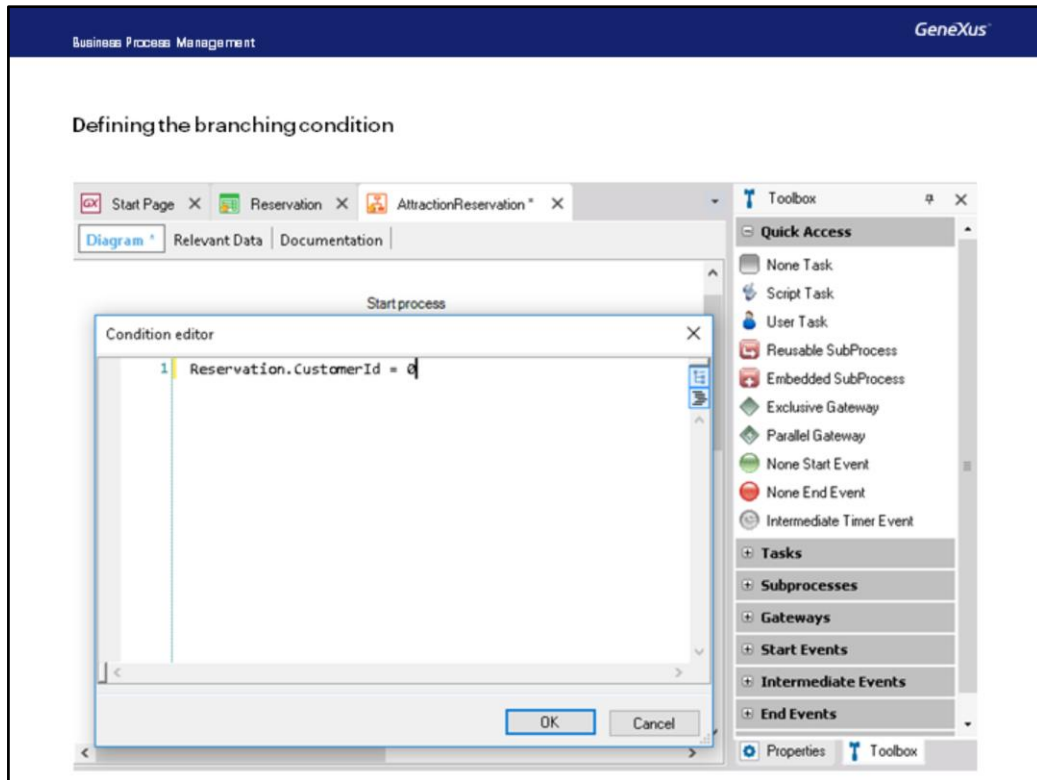 Business Process Management
GeneXus
Defining the branching condition
GX Start Page Reservation AttractionReservation *
Diagram * Relevant Data Documentation
Start process
Condition editor
1 Reservation.CustomerId = 0
OK Cancel
Toolbox
Quick Access
None Task
Script Task
User Task
Reusable SubProcess
Embedded SubProcess
Exclusive Gateway
Parallel Gateway
None Start Event
None End Event
Intermediate Timer Event
Tasks
Subprocesses
Gateways
Start Events
Intermediate Events
End Events
Properties Toolbox